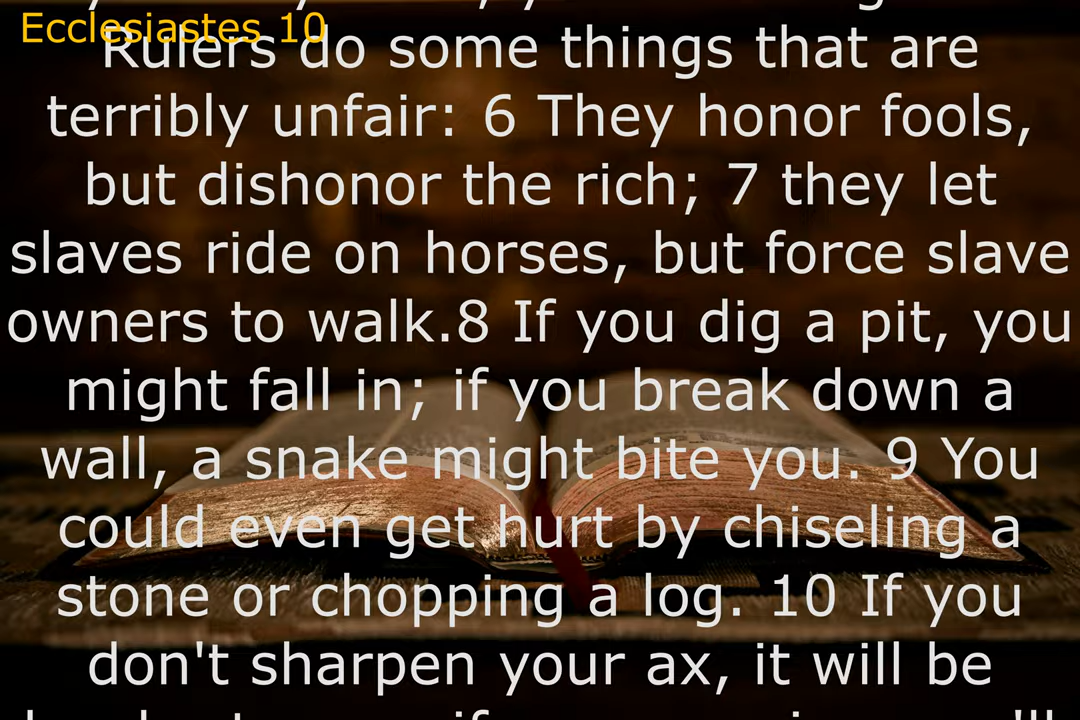 Ecclesiastes 10
Rulers do some things that are
terribly unfair: 6 They honor fools,
but dishonor the rich; 7 they let
slaves ride on horses, but force slave
owners to walk.8 If you dig a pit, you
might fall in; if you break down a
wall, a snake might bite you. 9 You
could even get hurt by chiseling a
stone or chopping a log. 10 If you
don't sharpen your ax, it will be